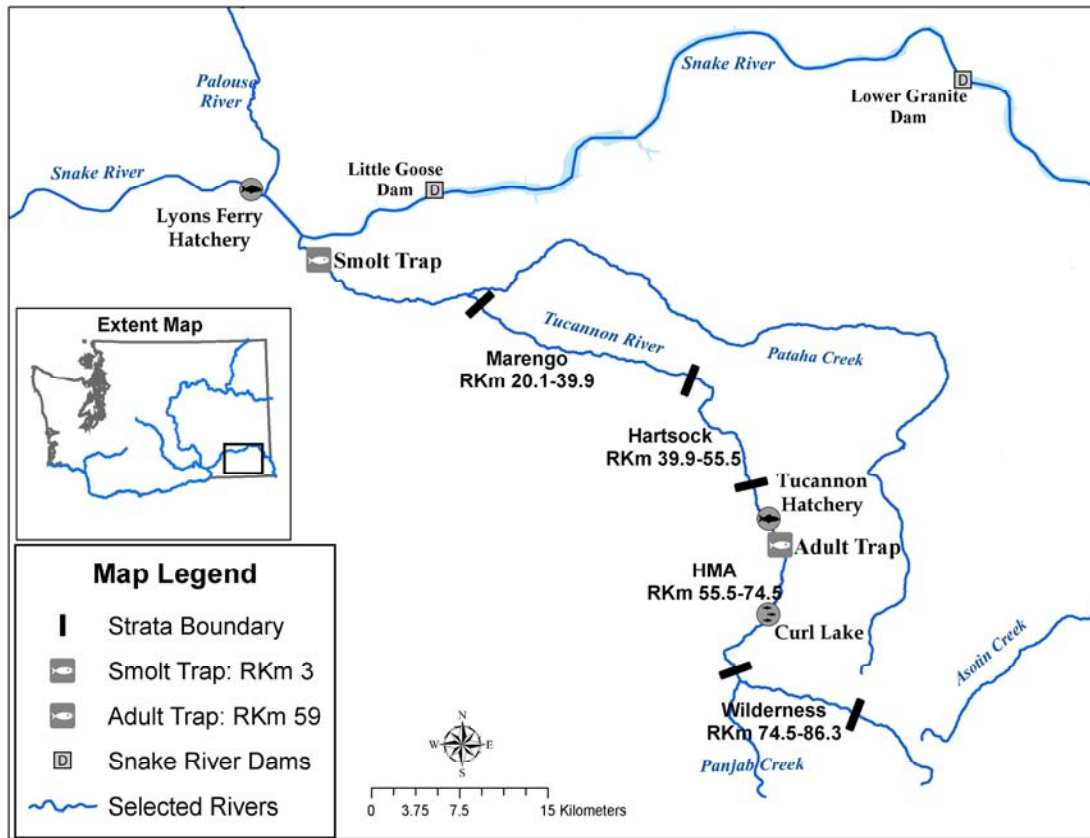 Palouse
River
Snake River
Lower Granite
Dam
D
Snake River
Little Goose
Dam
D
Lyons Ferry
Hatchery
Smolt Trap
Extent Map
Tucannon River
Marengo
RKm 20.1-39.9
Pataha Creek
Hartsock
RKm 39.9-55.5
Tucannon
Hatchery
Adult Trap
HMA
RKm 55.5-74.5
Curl Lake
Asotin Creek
Wilderness
RKm 74.5-86.3
Panjab Creek
Map Legend
Strata Boundary
Smolt Trap: RKm 3
Adult Trap: RKm 59
D Snake River Dams
Selected Rivers
N
W E
S
0 3.75 7.5 15 Kilometers